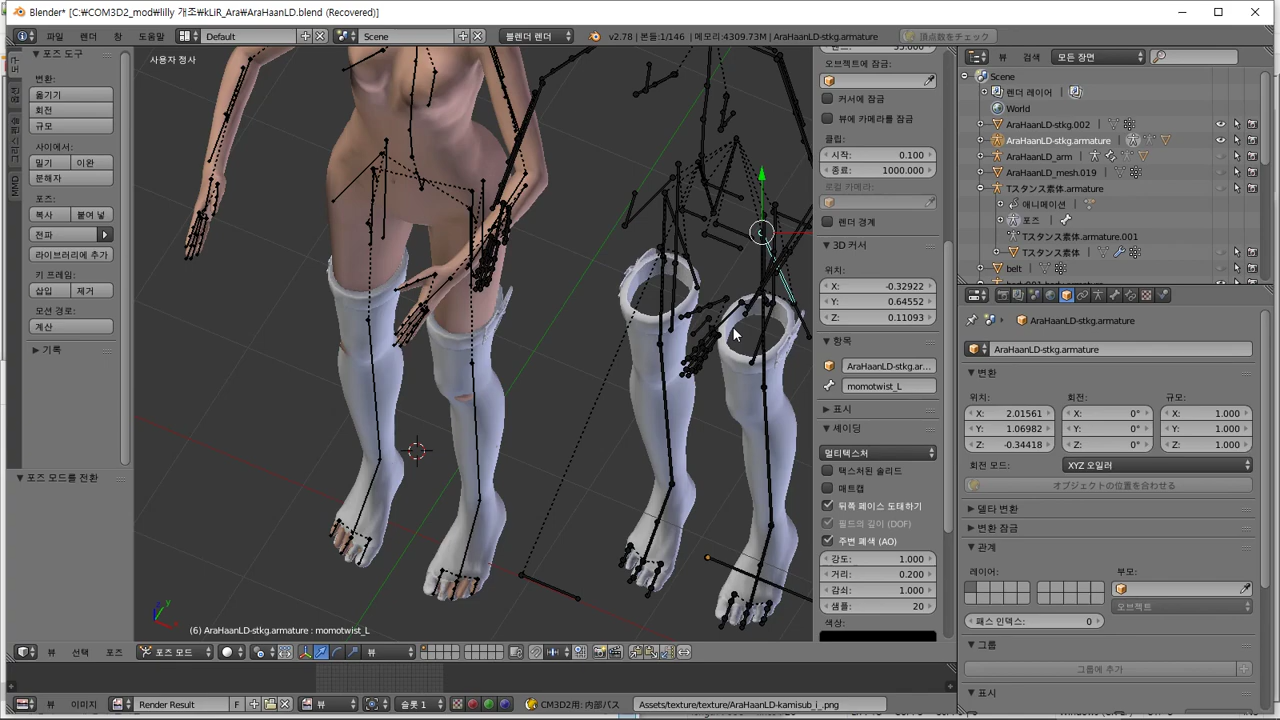 Blender* [C:₩COM3D2_mod₩lilly 개조₩kLiR_Ara₩AraHaanLD.blend (Recovered)]
파일 렌더 창 도움말 Default Scene 블렌더 렌더 v2.78 | 본들:1/146 | 메모리:4309.73M | AraHaanLD-stkg.armature 頂点数をチェック
▼ 포즈 도구
변환:
옮기기
회전
규모
사이에서:
밀기 이완
분해자
포즈:
복사 붙여 넣
전파
라이브러리에 추가
키 프레임:
삽입 제거
모션 경로:
계산
▶ 기록
MMD
▼ 포즈 모드를 전환
사용자 정사
(6) AraHaanLD-stkg.armature : momotwist_L
오브젝트에 잠금:
커서에 잠금
뷰에 카메라를 잠금
클립:
시작: 0.100
종료: 1000.000
로컬 카메라:
렌더 경계
▼ 3D 커서
위치:
X: -0.32922
Y: 0.64552
Z: 0.11093
▼ 항목
AraHaanLD-stkg.ar...
momotwist_L
▶ 표시
▼ 셰이딩
멀티텍스처
텍스처된 솔리드
매트캡
뒤쪽 페이스 도태하기
필드의 깊이 (DOF)
주변 폐색 (AO)
강도: 1.000
거리: 0.200
감쇠: 1.000
샘플: 20
색상:
뷰 검색 모든 장면
Scene
렌더 레이어
World
AraHaanLD-stkg.002
AraHaanLD-stkg.armature
AraHaanLD_arm
AraHaanLD_mesh.019
Tスタンス素体.armature
애니메이션
포즈
Tスタンス素体.armature.001
Tスタンス素体
belt
AraHaanLD-stkg.armature
AraHaanLD-stkg.armature
▼ 변환
위치: 회전: 규모:
X: 2.01561 X: 0° X: 1.000
Y: 1.06982 Y: 0° Y: 1.000
Z: -0.34418 Z: 0° Z: 1.000
회전 모드: XYZ 오일러
オブジェクトの位置を合わせる
▶ 델타 변환
▶ 변환 잠금
▼ 관계
레이어: 부모:
오브젝트
패스 인덱스: 0
▼ 그룹
그룹에 추가
▼ 표시
뷰 선택 포즈 포즈 모드 뷰
뷰 이미지 Render Result F 뷰 슬롯 1 CM3D2用: 内部パス Assets/texture/texture/AraHaanLD-kamisub_i_.png